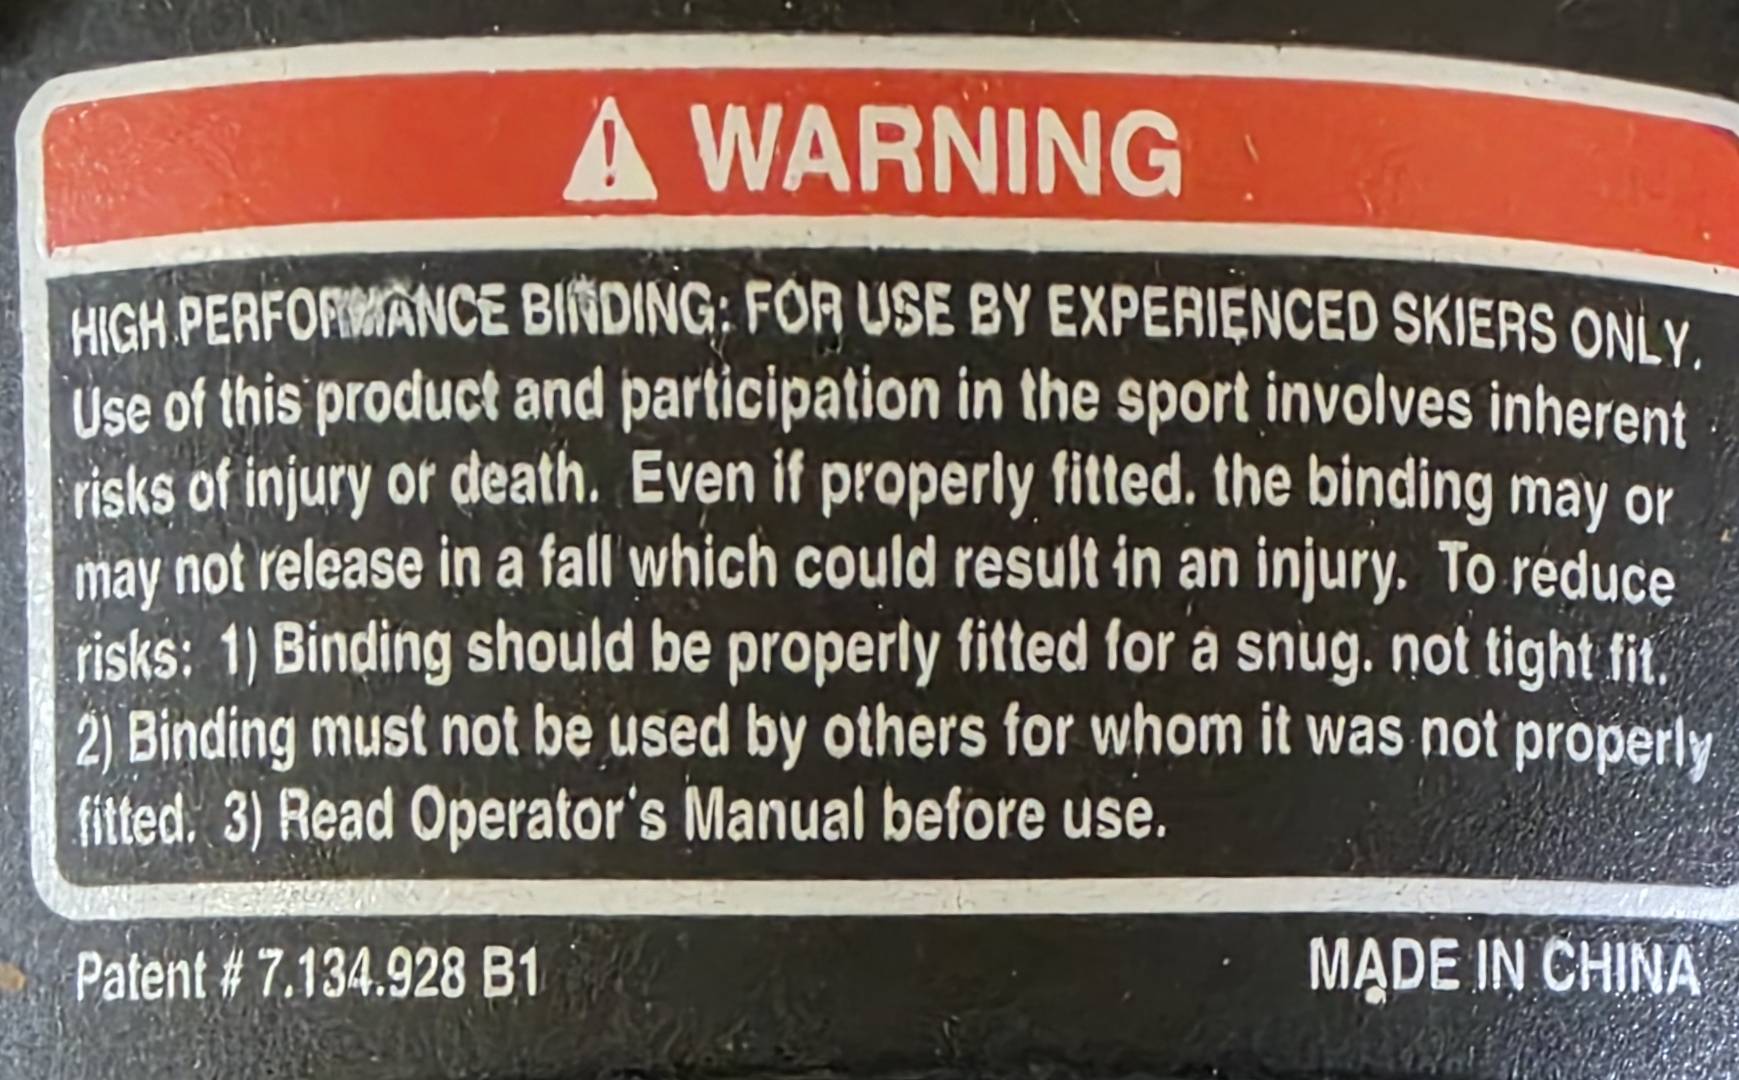 WARNING
HIGH PERFORMANCE BINDING: FOR USE BY EXPERIENCED SKIERS ONLY.
Use of this product and participation in the sport involves inherent
risks of injury or death. Even if properly fitted. the binding may or
may not release in a fall which could result in an injury. To reduce
risks: 1) Binding should be properly fitted for a snug. not tight fit.
2) Binding must not be used by others for whom it was not properly
fitted. 3) Read Operator's Manual before use.
Patent # 7.134.928 B1
MADE IN CHINA